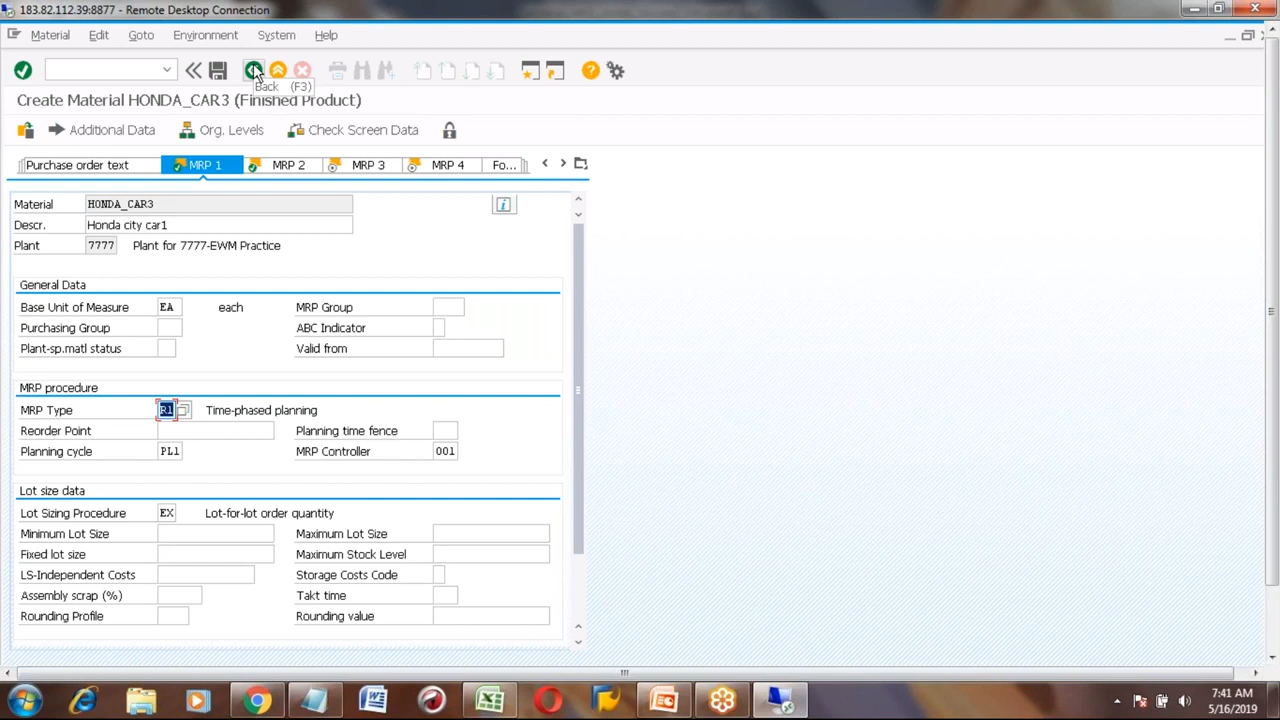 183.82.112.39:8877 - Remote Desktop Connection
Material Edit Goto Environment System Help
Back (F3)
Create Material HONDA_CAR3 (Finished Product)
Additional Data Org. Levels Check Screen Data
Purchase order text MRP 1 MRP 2 MRP 3 MRP 4 Fo...
Material HONDA_CAR3
Descr. Honda city car1
Plant 7777 Plant for 7777-EWM Practice
General Data
Base Unit of Measure EA each MRP Group
Purchasing Group ABC Indicator
Plant-sp.matl status Valid from
MRP procedure
MRP Type R1 Time-phased planning
Reorder Point Planning time fence
Planning cycle PL1 MRP Controller 001
Lot size data
Lot Sizing Procedure EX Lot-for-lot order quantity
Minimum Lot Size Maximum Lot Size
Fixed lot size Maximum Stock Level
LS-Independent Costs Storage Costs Code
Assembly scrap (%) Takt time
Rounding Profile Rounding value
7:41 AM
5/16/2019